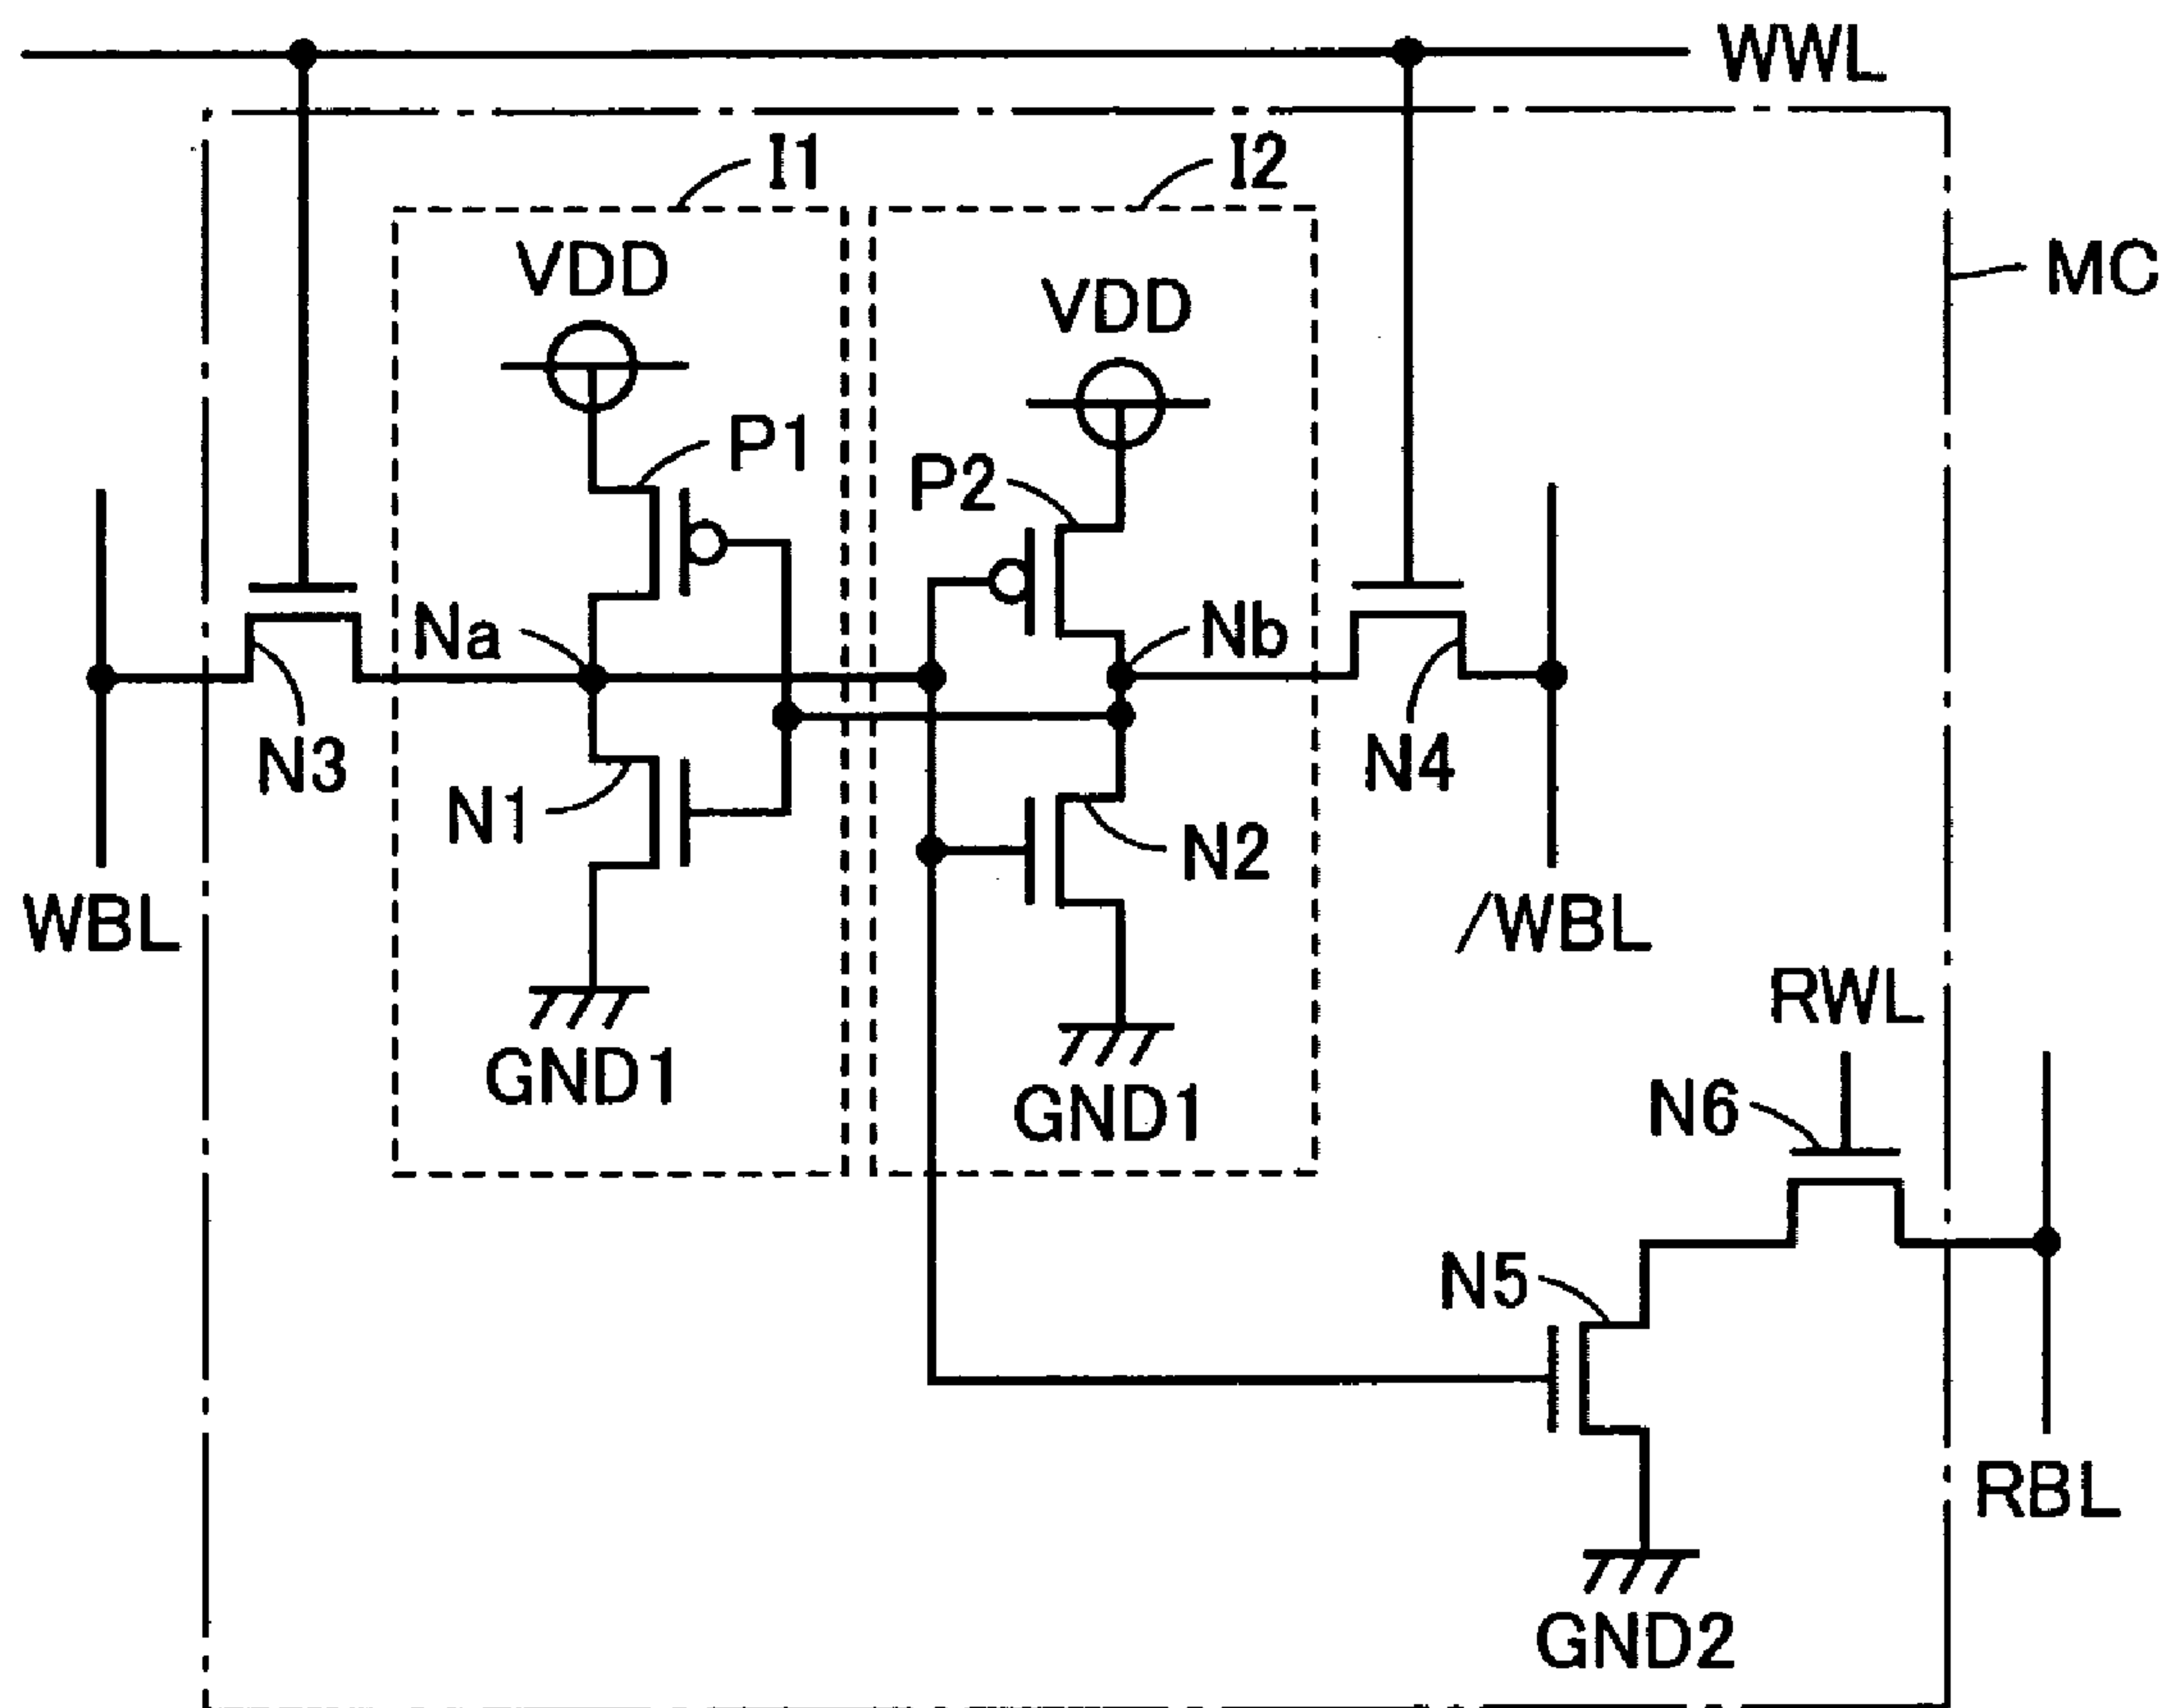 WWL
I1
I2
VDD
VDD
MC
P1
P2
Na
Nb
N3
N4
N1
N2
WBL
/WBL
RWL
GND1
GND1
N6
N5
RBL
GND2